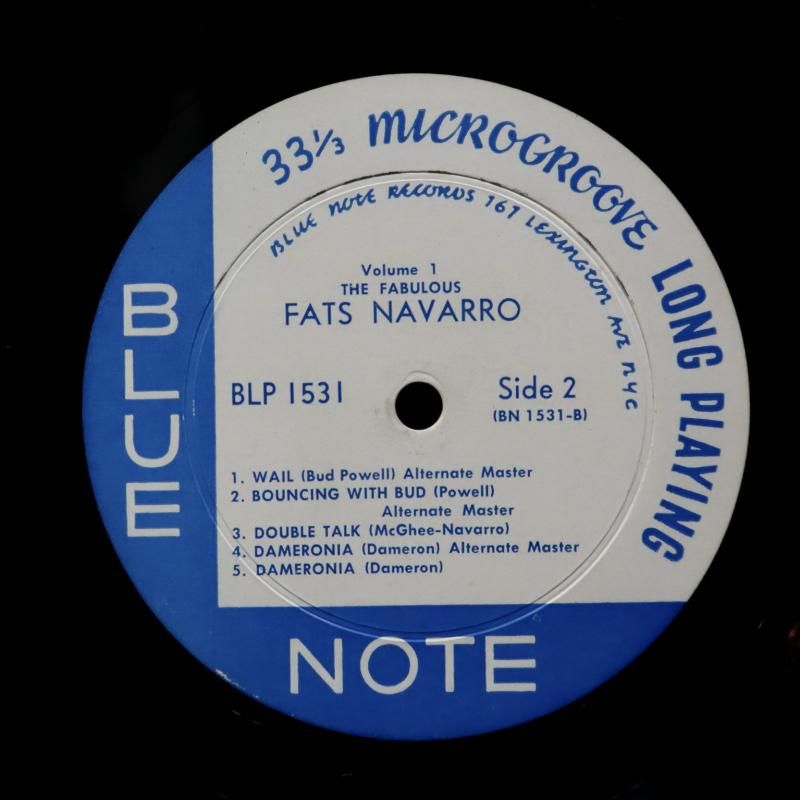 33⅓ MICROGROOVE LONG PLAYING
BLUE NOTE RECORDS 767 LEXINGTON AVE NYC
Volume 1
THE FABULOUS
FATS NAVARRO
BLP 1531
Side 2
(BN 1531-B)
1. WAIL (Bud Powell) Alternate Master
2. BOUNCING WITH BUD (Powell)
Alternate Master
3. DOUBLE TALK (McGhee-Navarro)
4. DAMERONIA (Dameron) Alternate Master
5. DAMERONIA (Dameron)
BLUE
NOTE